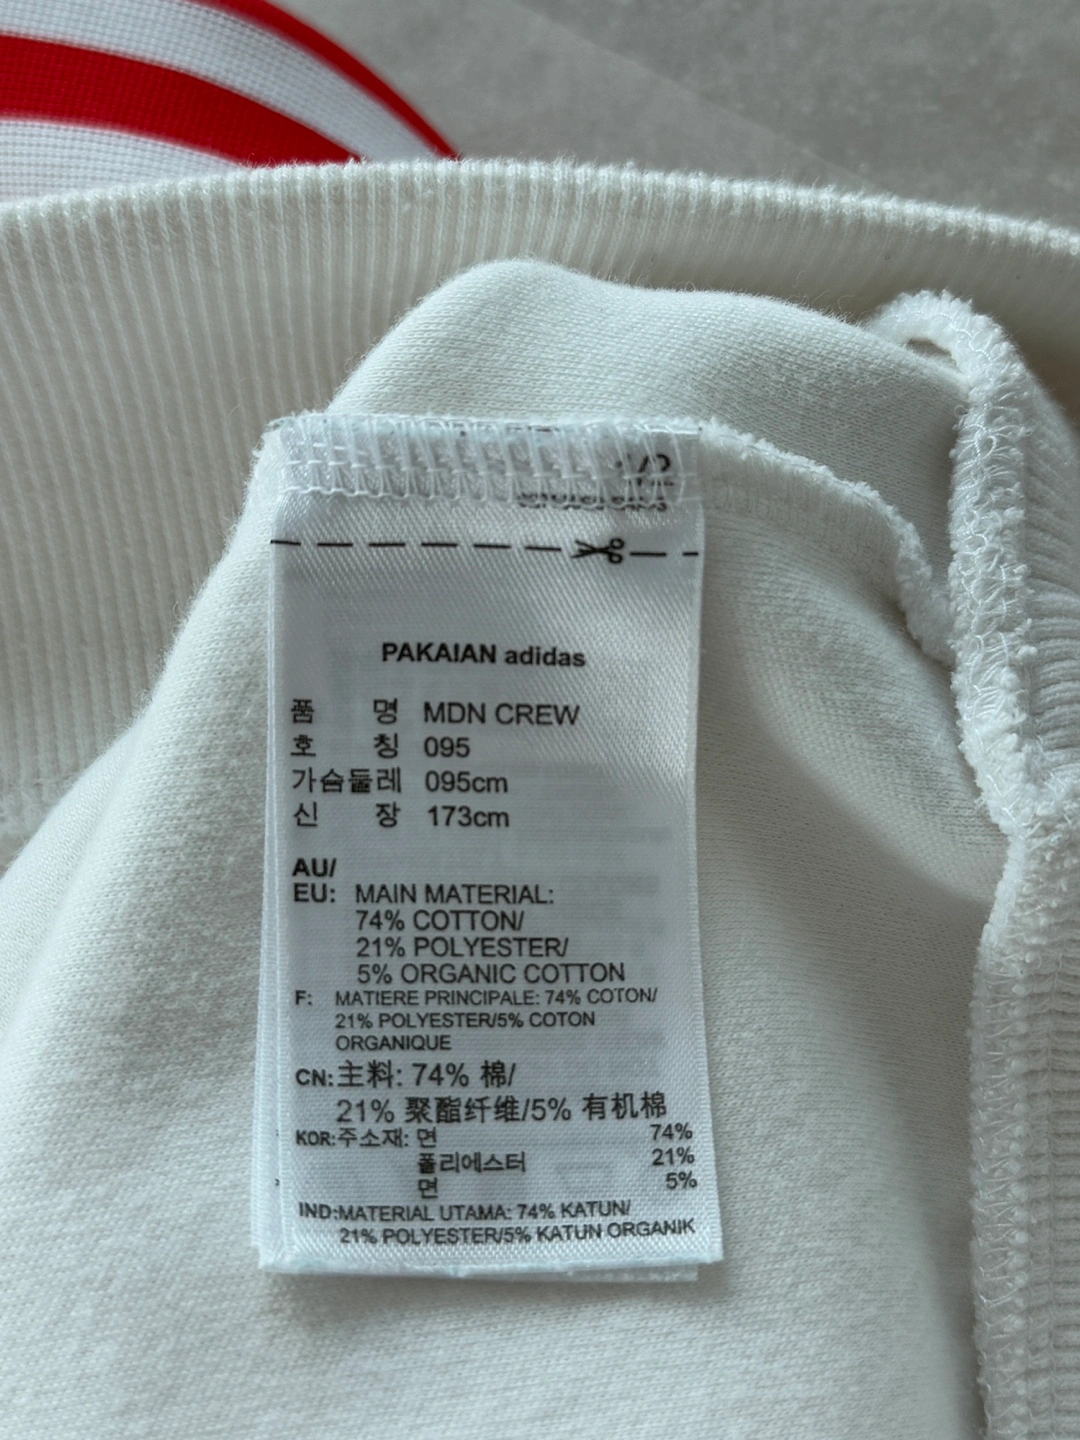 PAKAIAN adidas
품 명 MDN CREW
호 칭 095
가슴둘레 095cm
신 장 173cm
AU/
EU: MAIN MATERIAL:
74% COTTON/
21% POLYESTER/
5% ORGANIC COTTON
F: MATIERE PRINCIPALE: 74% COTON/
21% POLYESTER/5% COTON
ORGANIQUE
CN:主料: 74% 棉/
21% 聚酯纤维/5% 有机棉
KOR:주소재: 면 74%
폴리에스터 21%
면 5%
IND:MATERIAL UTAMA: 74% KATUN/
21% POLYESTER/5% KATUN ORGANIK